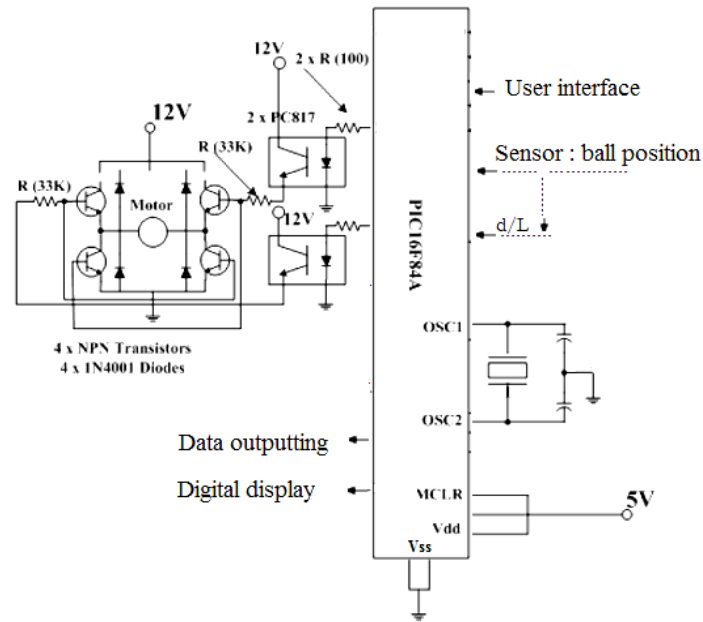 12V
2 x R (100)
2 x PC817
12V
R (33K)
R (33K)
Motor
12V
4 x NPN Transistors
4 x 1N4001 Diodes
PIC16F84A
User interface
Sensor : ball position
d/L
OSC1
OSC2
Data outputting
Digital display
MCLR
5V
Vdd
Vss